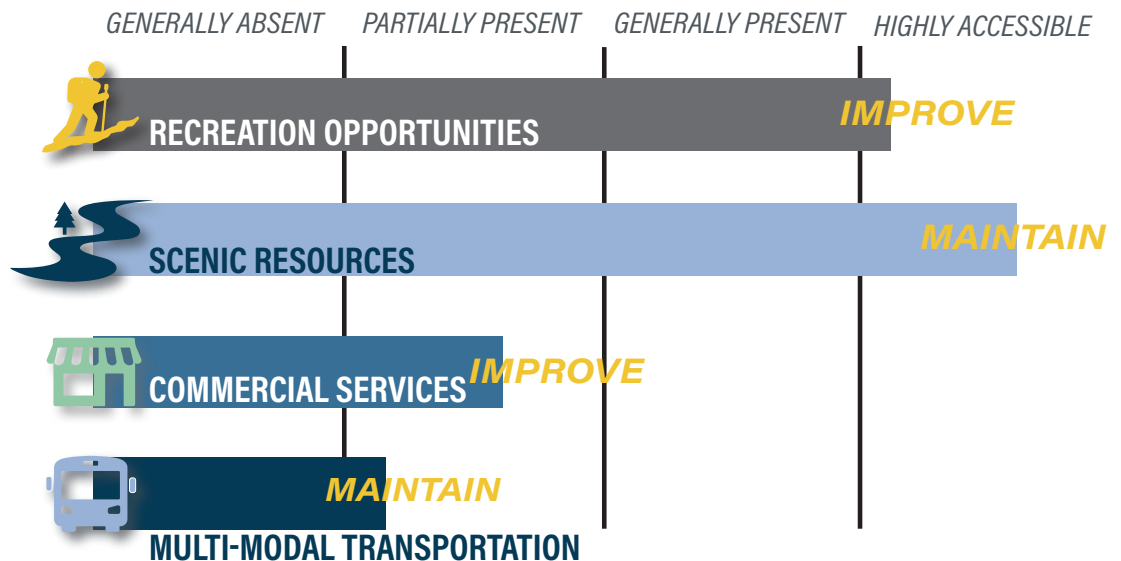 GENERALLY ABSENT PARTIALLY PRESENT GENERALLY PRESENT HIGHLY ACCESSIBLE
IMPROVE
RECREATION OPPORTUNITIES
MAINTAIN
SCENIC RESOURCES
IMPROVE
COMMERCIAL SERVICES
MAINTAIN
MULTI-MODAL TRANSPORTATION